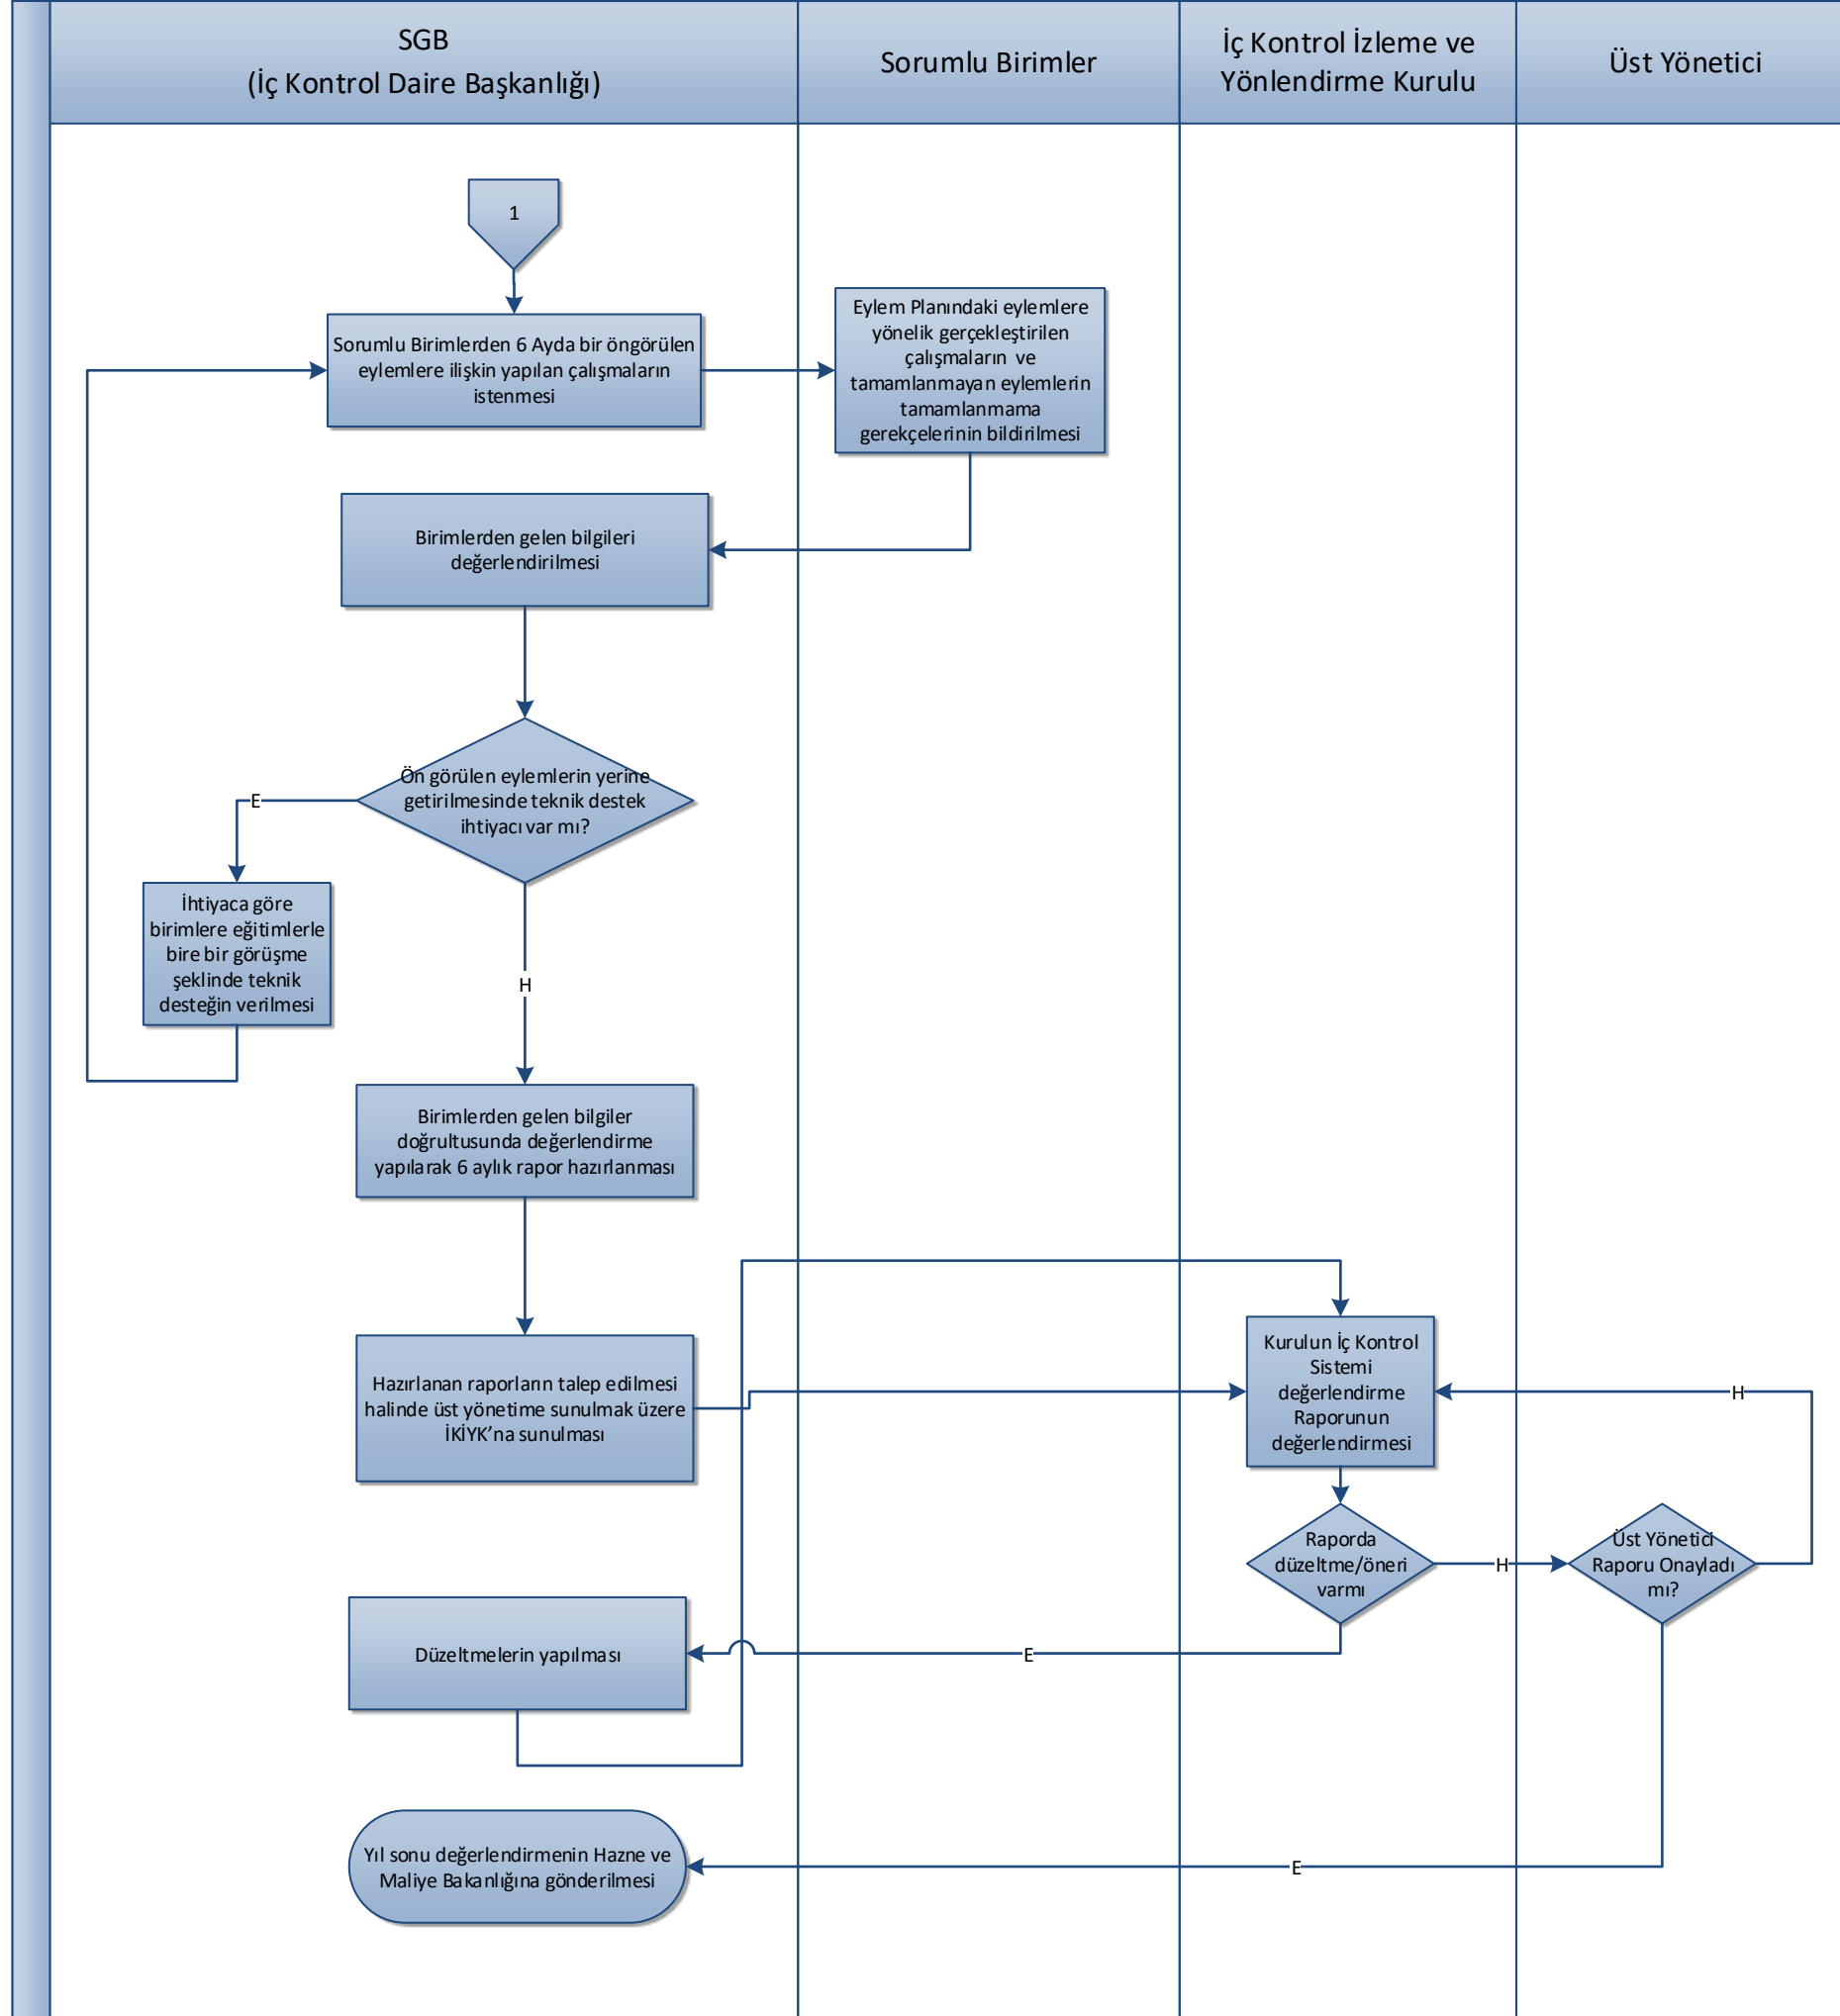 SGB
(İç Kontrol Daire Başkanlığı)
Sorumlu Birimler
İç Kontrol İzleme ve
Yönlendirme Kurulu
Üst Yönetici
1
Sorumlu Birimlerden 6 Ayda bir öngörülen
eylemlere ilişkin yapılan çalışmaların
istenmesi
Eylem Planındaki eylemlere
yönelik gerçekleştirilen
çalışmaların ve
tamamlanmayan eylemlerin
tamamlanmama
gerekçelerinin bildirilmesi
Birimlerden gelen bilgileri
değerlendirilmesi
Ön görülen eylemlerin yerine
getirilmesinde teknik destek
ihtiyacı var mı?
E
İhtiyaca göre
birimlere eğitimlerle
bire bir görüşme
şeklinde teknik
desteğin verilmesi
H
Birimlerden gelen bilgiler
doğrultusunda değerlendirme
yapılarak 6 aylık rapor hazırlanması
Hazırlanan raporların talep edilmesi
halinde üst yönetime sunulmak üzere
İKİYK’na sunulması
Kurulun İç Kontrol
Sistemi
değerlendirme
Raporunun
değerlendirmesi
H
Raporda
düzeltme/öneri
varmı
H
Üst Yönetici
Raporu Onayladı
mı?
E
Düzeltmelerin yapılması
Yıl sonu değerlendirmenin Hazne ve
Maliye Bakanlığına gönderilmesi
E